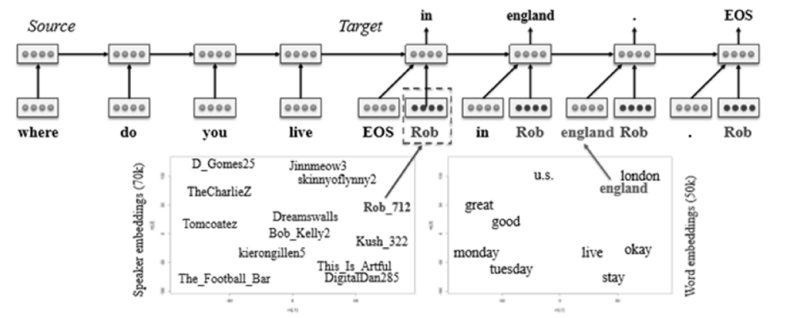 Source Target in england . EOS
where do you live EOS Rob in Rob england Rob . Rob
Speaker embeddings (70k)
D_Gomes25 Jinnmeow3
skinnyoflynny2
TheCharlieZ
Rob_712
Dreamswalls
Tomcoatez
Bob_Kelly2
Kush_322
kierongillen5
This_Is_Artful
The_Football_Bar DigitalDan285
u.s. london
england
great
good
monday live okay
tuesday
stay
Word embeddings (50k)